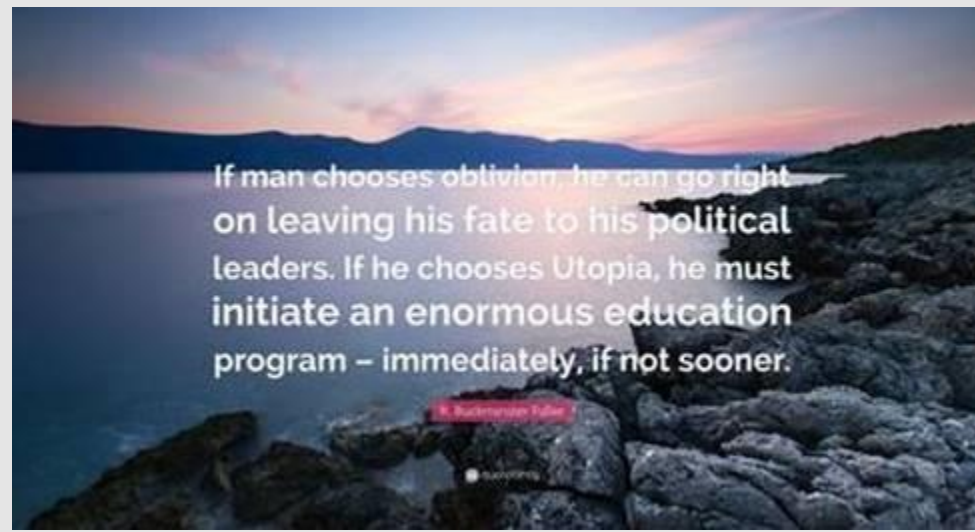 If man chooses oblivion, he can go right
on leaving his fate to his political
leaders. If he chooses Utopia, he must
initiate an enormous education
program – immediately, if not sooner.
R. Buckminster Fuller